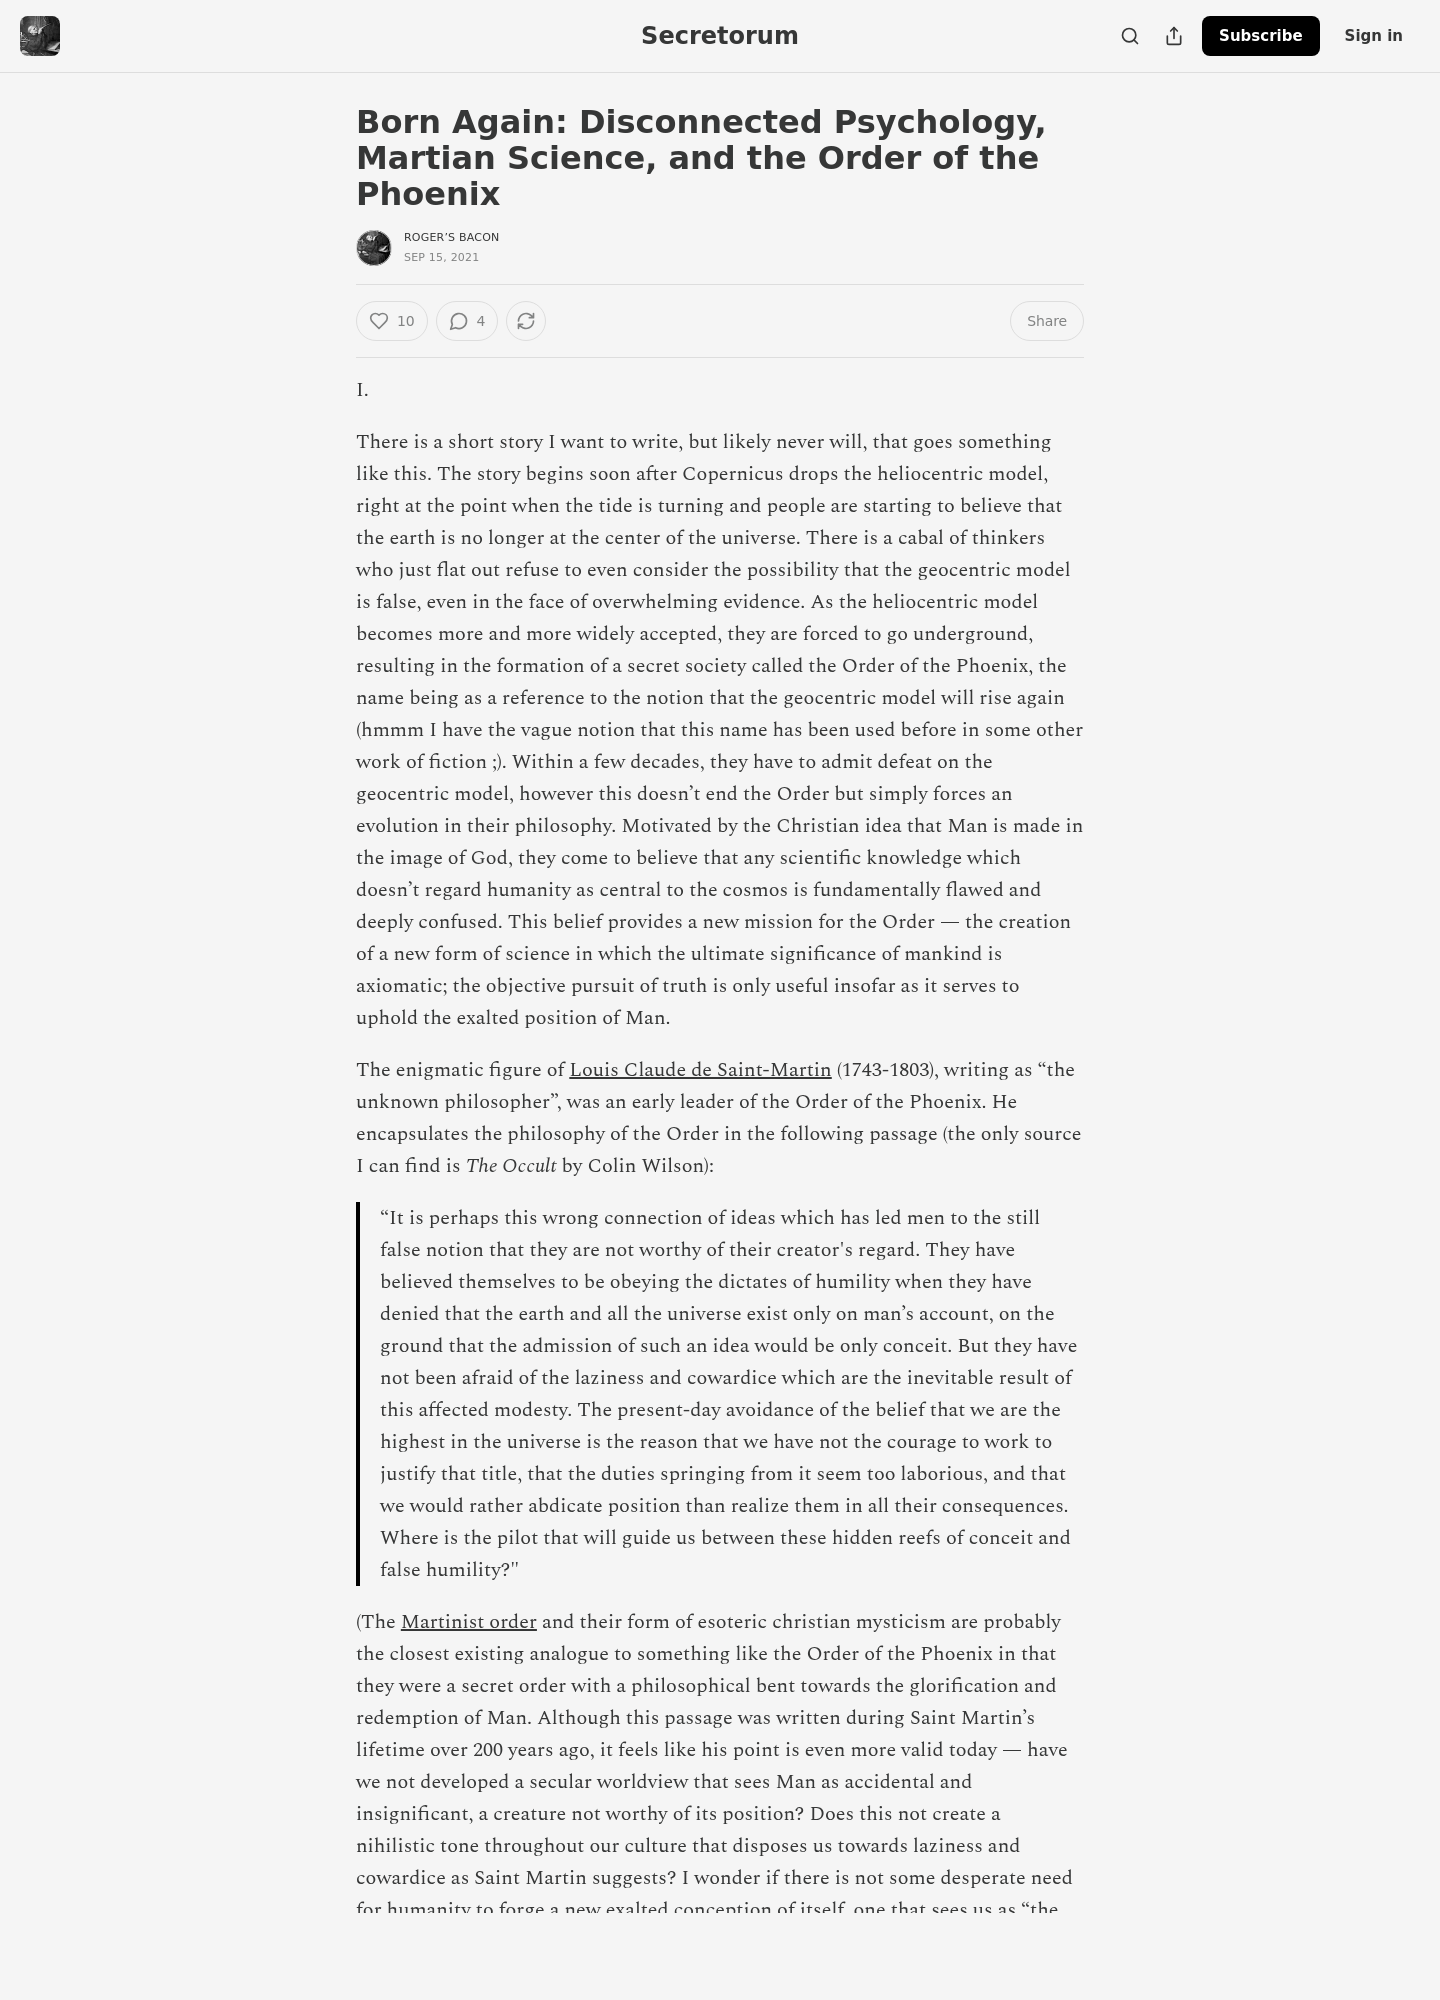 Secretorum
Subscribe
Sign in
Born Again: Disconnected Psychology,
Martian Science, and the Order of the
Phoenix
ROGER’S BACON
SEP 15, 2021
10
4
Share
I.
There is a short story I want to write, but likely never will, that goes something
like this. The story begins soon after Copernicus drops the heliocentric model,
right at the point when the tide is turning and people are starting to believe that
the earth is no longer at the center of the universe. There is a cabal of thinkers
who just flat out refuse to even consider the possibility that the geocentric model
is false, even in the face of overwhelming evidence. As the heliocentric model
becomes more and more widely accepted, they are forced to go underground,
resulting in the formation of a secret society called the Order of the Phoenix, the
name being as a reference to the notion that the geocentric model will rise again
(hmmm I have the vague notion that this name has been used before in some other
work of fiction ;). Within a few decades, they have to admit defeat on the
geocentric model, however this doesn’t end the Order but simply forces an
evolution in their philosophy. Motivated by the Christian idea that Man is made in
the image of God, they come to believe that any scientific knowledge which
doesn’t regard humanity as central to the cosmos is fundamentally flawed and
deeply confused. This belief provides a new mission for the Order — the creation
of a new form of science in which the ultimate significance of mankind is
axiomatic; the objective pursuit of truth is only useful insofar as it serves to
uphold the exalted position of Man.
The enigmatic figure of Louis Claude de Saint-Martin (1743-1803), writing as “the
unknown philosopher”, was an early leader of the Order of the Phoenix. He
encapsulates the philosophy of the Order in the following passage (the only source
I can find is The Occult by Colin Wilson):
“It is perhaps this wrong connection of ideas which has led men to the still
false notion that they are not worthy of their creator's regard. They have
believed themselves to be obeying the dictates of humility when they have
denied that the earth and all the universe exist only on man’s account, on the
ground that the admission of such an idea would be only conceit. But they have
not been afraid of the laziness and cowardice which are the inevitable result of
this affected modesty. The present-day avoidance of the belief that we are the
highest in the universe is the reason that we have not the courage to work to
justify that title, that the duties springing from it seem too laborious, and that
we would rather abdicate position than realize them in all their consequences.
Where is the pilot that will guide us between these hidden reefs of conceit and
false humility?"
(The Martinist order and their form of esoteric christian mysticism are probably
the closest existing analogue to something like the Order of the Phoenix in that
they were a secret order with a philosophical bent towards the glorification and
redemption of Man. Although this passage was written during Saint Martin’s
lifetime over 200 years ago, it feels like his point is even more valid today — have
we not developed a secular worldview that sees Man as accidental and
insignificant, a creature not worthy of its position? Does this not create a
nihilistic tone throughout our culture that disposes us towards laziness and
cowardice as Saint Martin suggests? I wonder if there is not some desperate need
for humanity to forge a new exalted conception of itself, one that sees us as “the